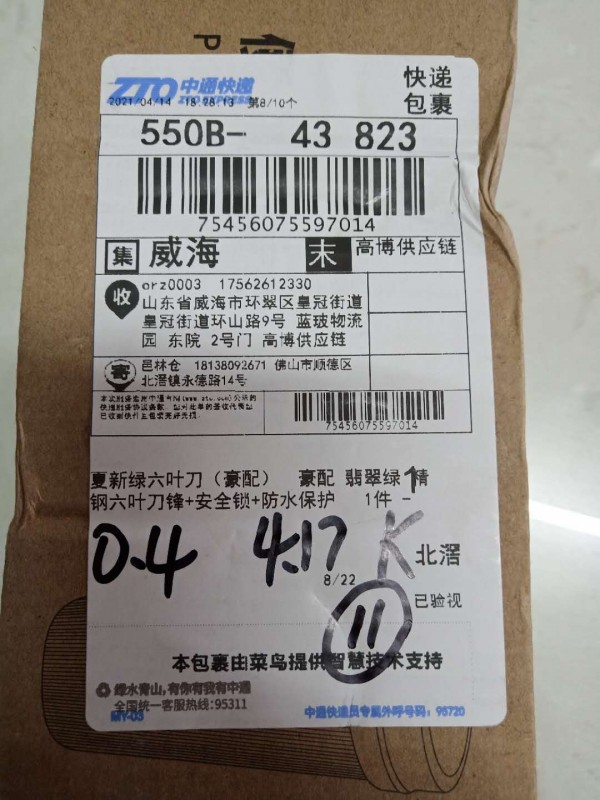 ZTO 中通快递
ZTO EXPRESS
快递
包裹
2021/04/14 18:28:13 第8/10个
550B- 43 823
75456075597014
集 威海 末 高博供应链
收 orz0003 17562612330
山东省威海市环翠区皇冠街道
皇冠街道环山路9号 蓝玻物流
园 东院 2号门 高博供应链
寄 邑林仓 18138092671 佛山市顺德区
北滘镇永德路14号
75456075597014
夏新绿六叶刀(豪配) 豪配 翡翠绿↑精
钢六叶刀锋+安全锁+防水保护 1件 -
0.4 4.17 K 北滘
8/22
已验视
11
本包裹由菜鸟提供智慧技术支持
绿水青山,有你有我有中通
全国统一客服热线:95311
MY-03
中通快递员专属外呼号码:95720